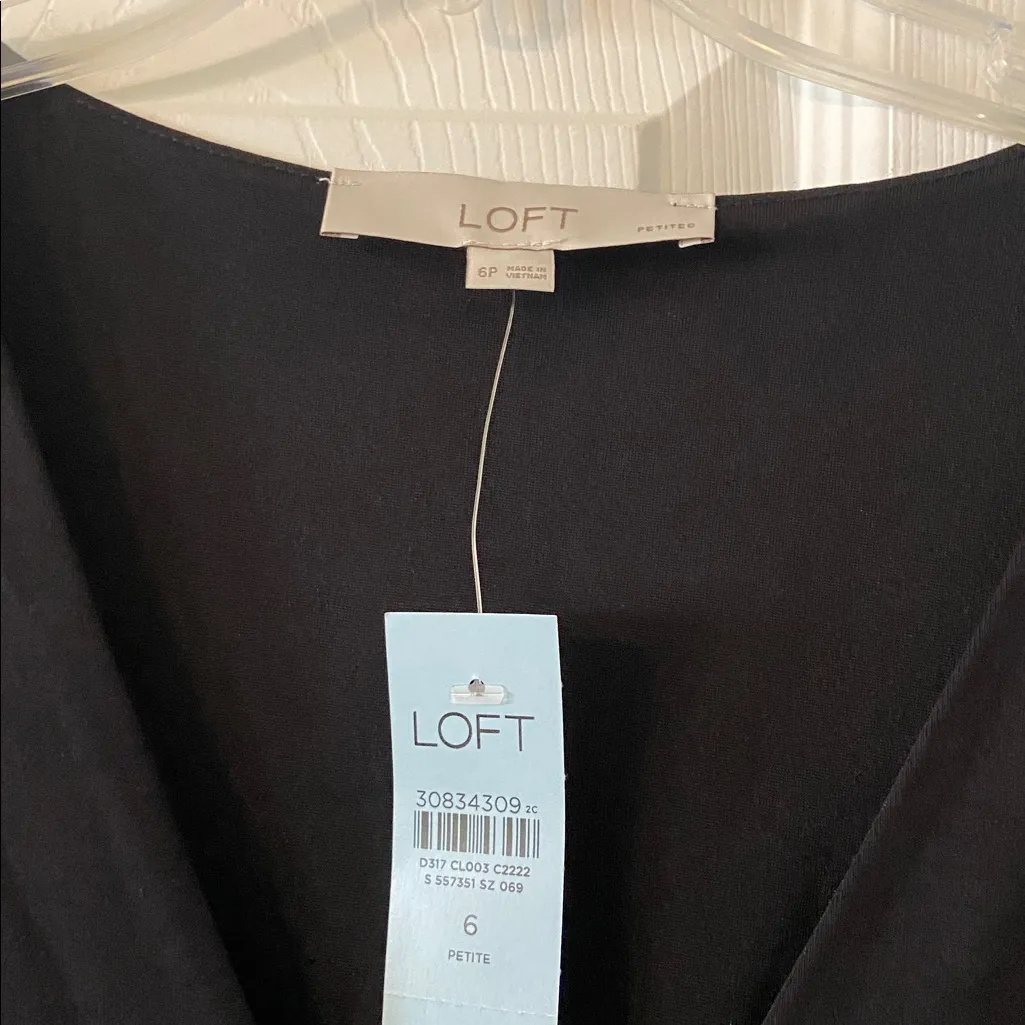 LOFT
PETITES
6P MADE IN
VIETNAM
LOFT
30834309 2C
D317 CL003 C2222
S 557351 SZ 069
6
PETITE